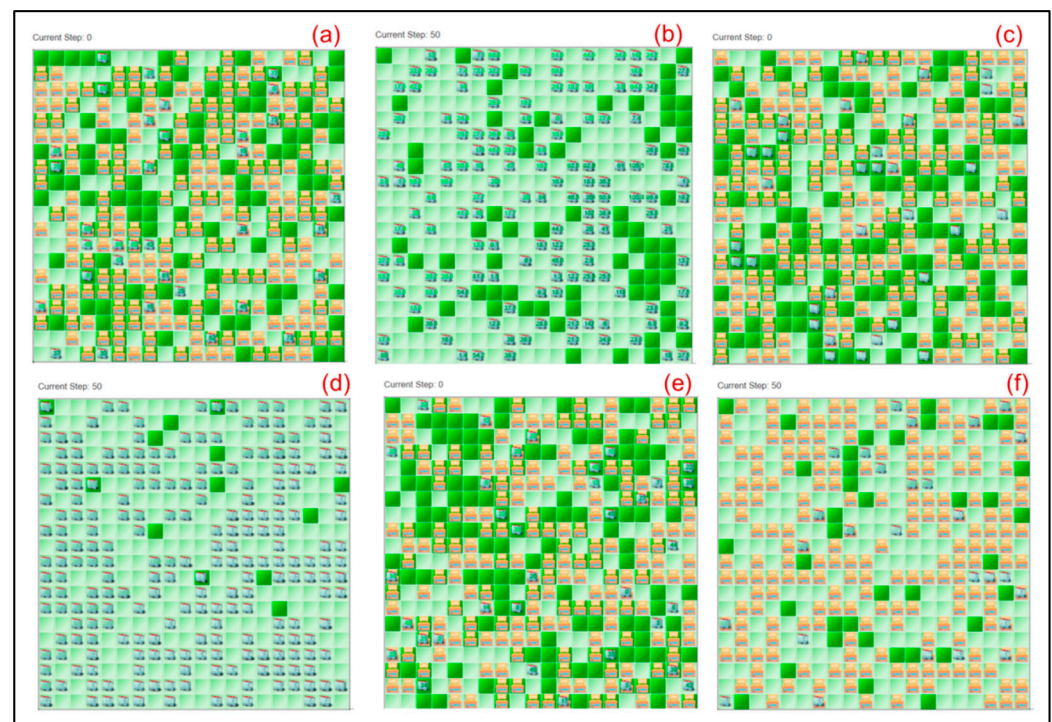 Current Step: 0 (a)
Current Step: 50 (b)
Current Step: 0 (c)
Current Step: 50 (d)
Current Step: 0 (e)
Current Step: 50 (f)